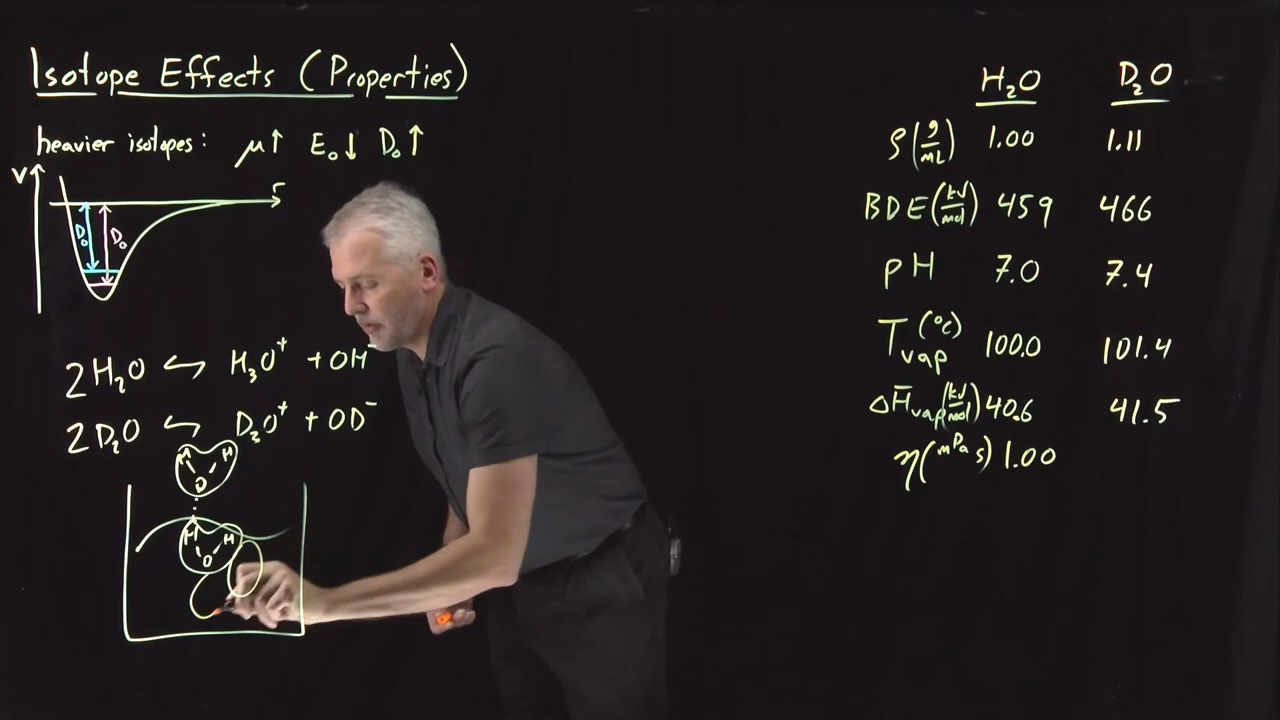 Isotope Effects (Properties)
heavier isotopes: μ↑ E₀↓ D₀↑
V
r
D₀ D₀
2H₂O ⇆ H₃O⁺ + OH⁻
2D₂O ⇆ D₃O⁺ + OD⁻
H H
O
H H
O
H₂O D₂O
ρ(g/mL) 1.00 1.11
BDE(kJ/mol) 459 466
pH 7.0 7.4
T vap (°C) 100.0 101.4
ΔH̄vap(kJ/mol) 40.6 41.5
η(mPa s) 1.00